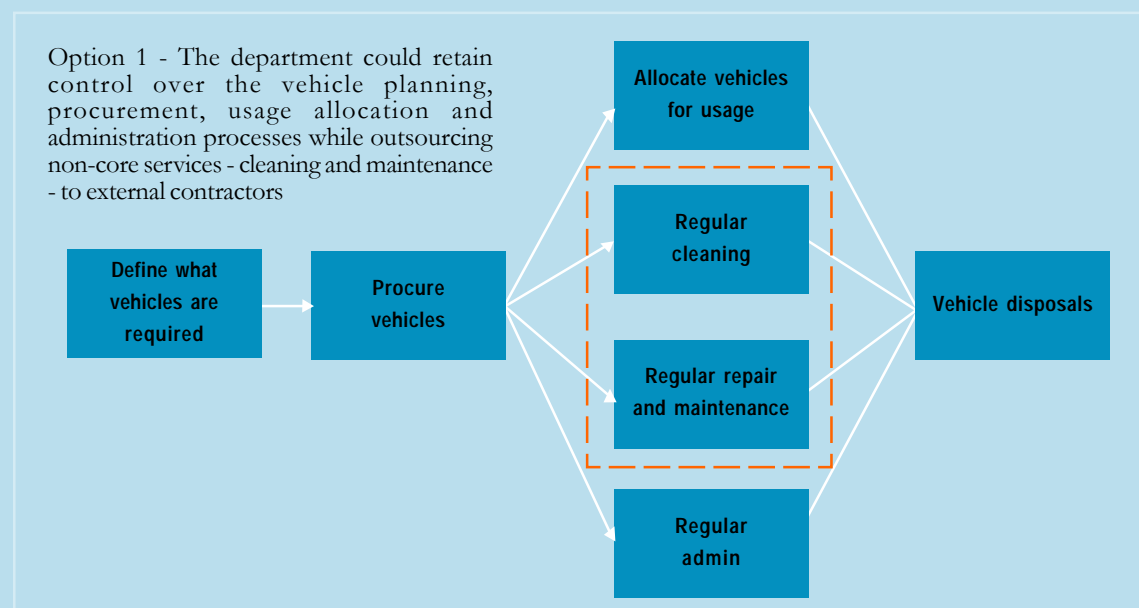 Option 1 - The department could retain
control over the vehicle planning,
procurement, usage allocation and
administration processes while outsourcing
non-core services - cleaning and maintenance
- to external contractors
Define what
vehicles are
required
Procure
vehicles
Allocate vehicles
for usage
Regular
cleaning
Regular repair
and maintenance
Regular
admin
Vehicle disposals